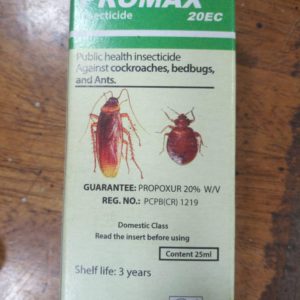 ROMAX
Insecticide 20EC
Public health insecticide
Against cockroaches, bedbugs,
and Ants.
GUARANTEE: PROPOXUR 20% W/V
REG. NO.: PCPB(CR) 1219
Domestic Class
Read the insert before using
Content 25ml
Shelf life: 3 years